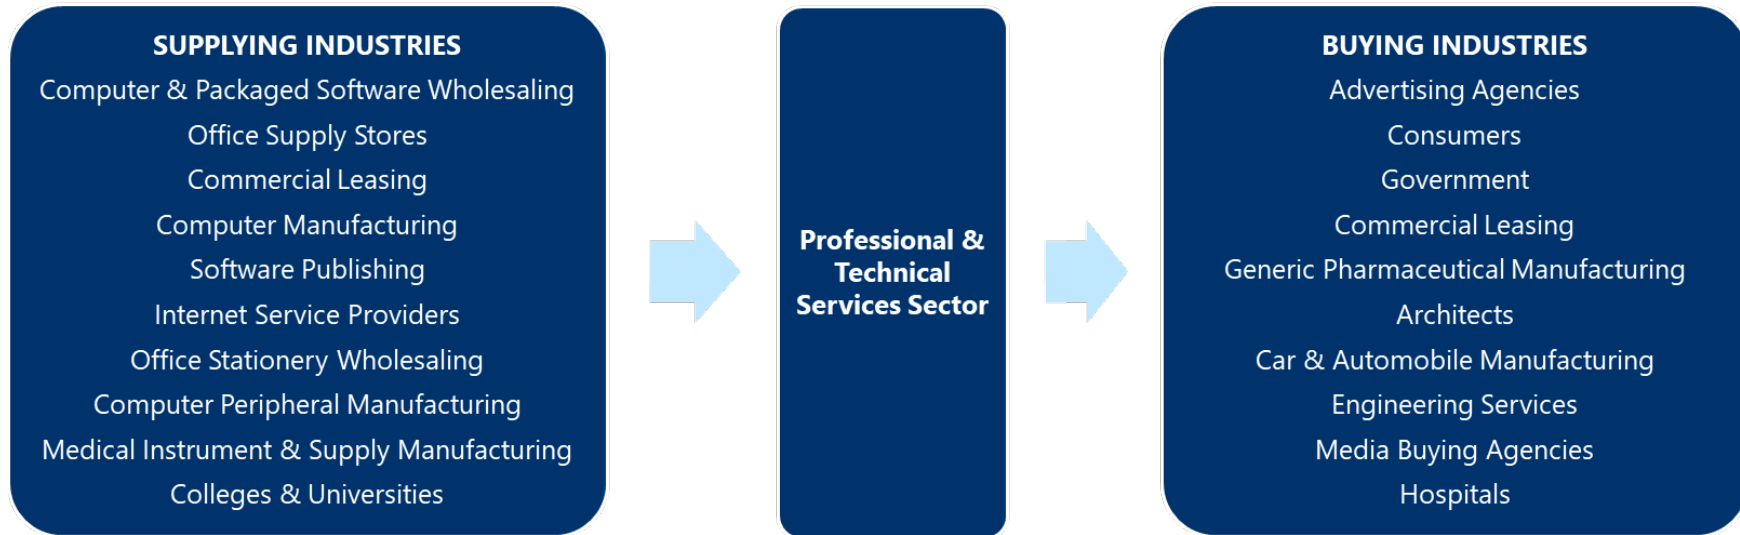 SUPPLYING INDUSTRIES
Computer & Packaged Software Wholesaling
Office Supply Stores
Commercial Leasing
Computer Manufacturing
Software Publishing
Internet Service Providers
Office Stationery Wholesaling
Computer Peripheral Manufacturing
Medical Instrument & Supply Manufacturing
Colleges & Universities
Professional &
Technical
Services Sector
BUYING INDUSTRIES
Advertising Agencies
Consumers
Government
Commercial Leasing
Generic Pharmaceutical Manufacturing
Architects
Car & Automobile Manufacturing
Engineering Services
Media Buying Agencies
Hospitals